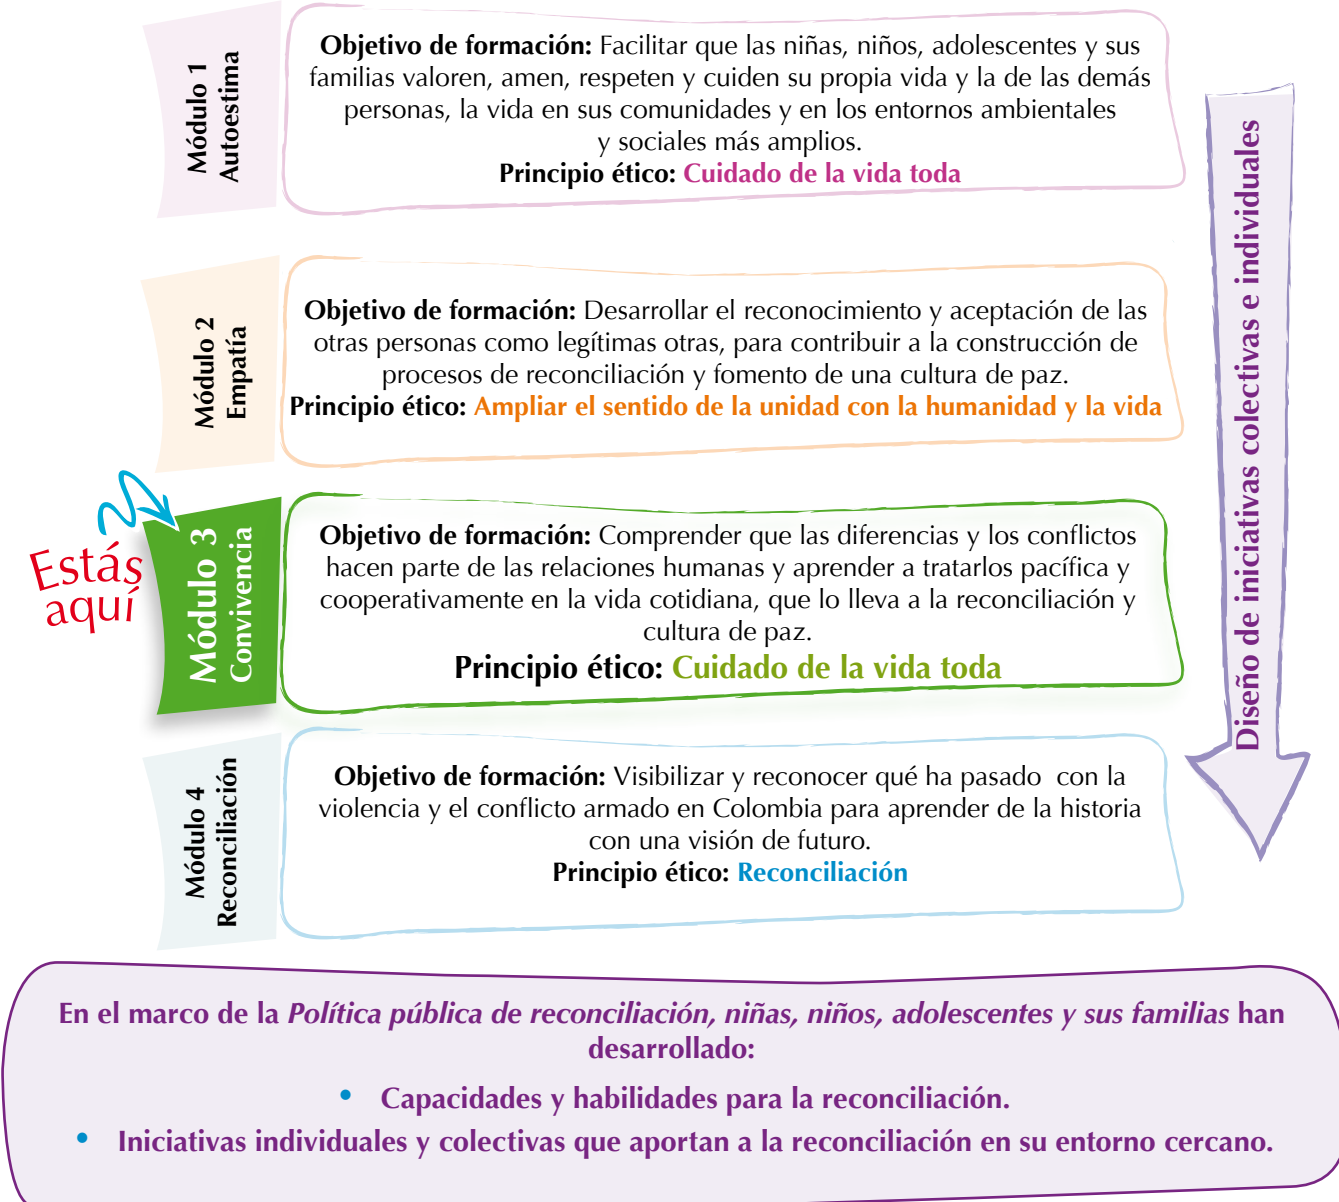 Módulo 1
Autoestima
Objetivo de formación: Facilitar que las niñas, niños, adolescentes y sus
familias valoren, amen, respeten y cuiden su propia vida y la de las demás
personas, la vida en sus comunidades y en los entornos ambientales
y sociales más amplios.
Principio ético: Cuidado de la vida toda
Módulo 2
Empatía
Objetivo de formación: Desarrollar el reconocimiento y aceptación de las
otras personas como legítimas otras, para contribuir a la construcción de
procesos de reconciliación y fomento de una cultura de paz.
Principio ético: Ampliar el sentido de la unidad con la humanidad y la vida
Estás
aquí
Módulo 3
Convivencia
Objetivo de formación: Comprender que las diferencias y los conflictos
hacen parte de las relaciones humanas y aprender a tratarlos pacífica y
cooperativamente en la vida cotidiana, que lo lleva a la reconciliación y
cultura de paz.
Principio ético: Cuidado de la vida toda
Módulo 4
Reconciliación
Objetivo de formación: Visibilizar y reconocer qué ha pasado con la
violencia y el conflicto armado en Colombia para aprender de la historia
con una visión de futuro.
Principio ético: Reconciliación
Diseño de iniciativas colectivas e individuales
En el marco de la Política pública de reconciliación, niñas, niños, adolescentes y sus familias han
desarrollado:
• Capacidades y habilidades para la reconciliación.
• Iniciativas individuales y colectivas que aportan a la reconciliación en su entorno cercano.